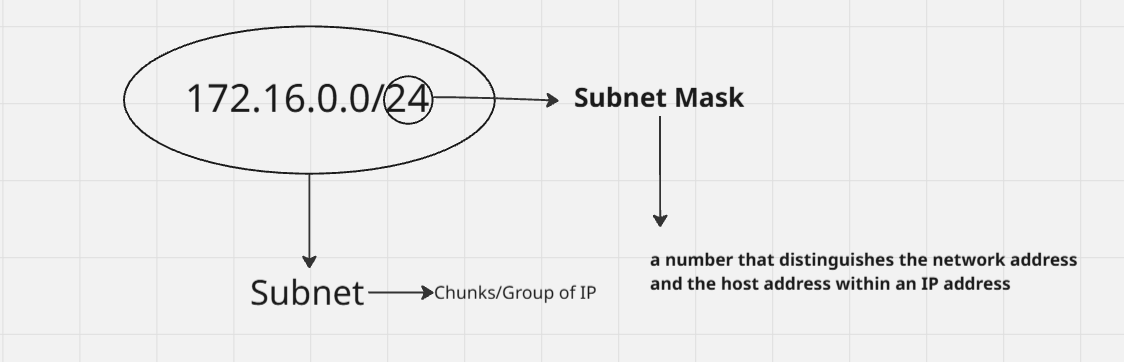 172.16.0.0/24
Subnet Mask
a number that distinguishes the network address
and the host address within an IP address
Subnet
Chunks/Group of IP